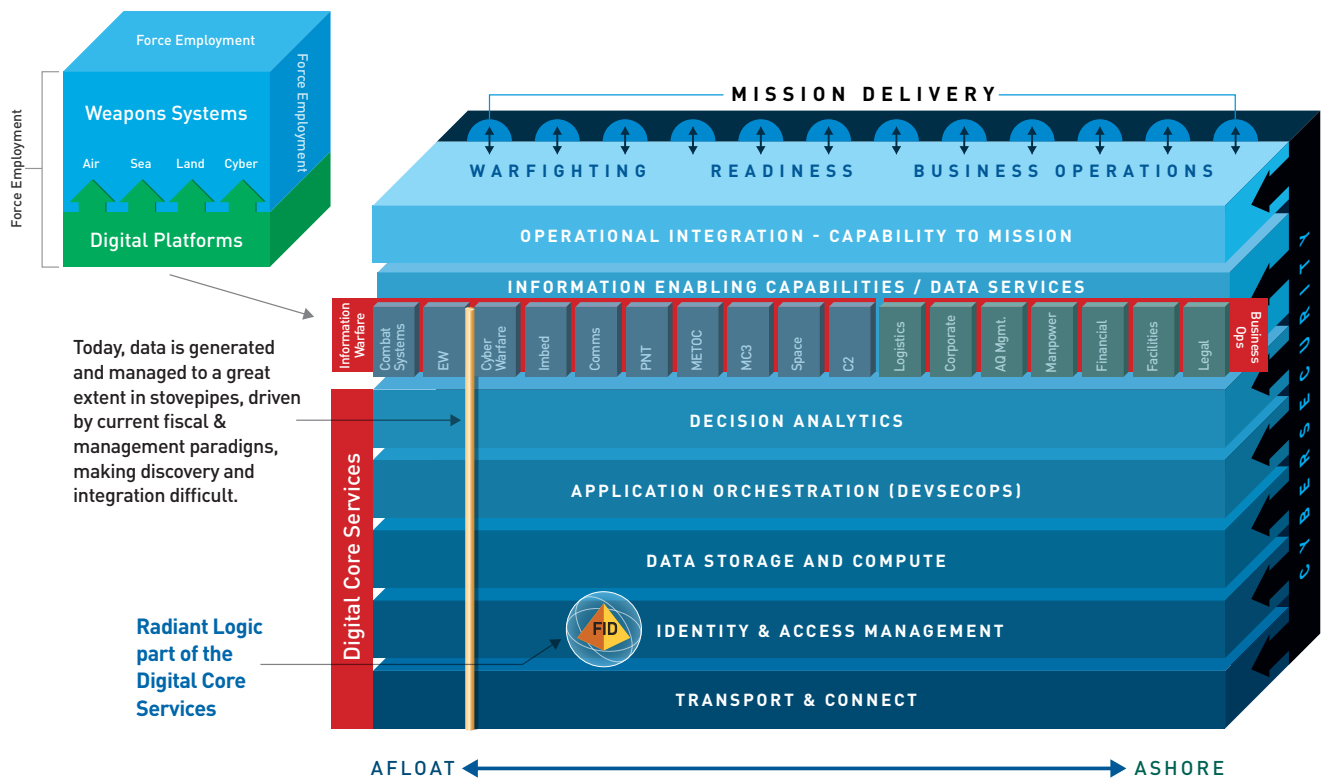 Force Employment
Force Employment
Force Employment
Weapons Systems
Air Sea Land Cyber
Digital Platforms
MISSION DELIVERY
WARFIGHTING READINESS BUSINESS OPERATIONS
OPERATIONAL INTEGRATION - CAPABILITY TO MISSION
INFORMATION ENABLING CAPABILITIES / DATA SERVICES
Information
Warfare
Combat
Systems
EW
Cyber
Warfare
Imbed
Comms
PNT
METOC
MC3
Space
C2
Logistics
Corporate
AQ Mgmt.
Manpower
Financial
Facilities
Legal
Business
Ops
CYBERSECURITY
Today, data is generated
and managed to a great
extent in stovepipes, driven
by current fiscal &
management paradigms,
making discovery and
integration difficult.
Digital Core Services
DECISION ANALYTICS
APPLICATION ORCHESTRATION (DEVSECOPS)
DATA STORAGE AND COMPUTE
FID
IDENTITY & ACCESS MANAGEMENT
TRANSPORT & CONNECT
Radiant Logic
part of the
Digital Core
Services
AFLOAT ASHORE